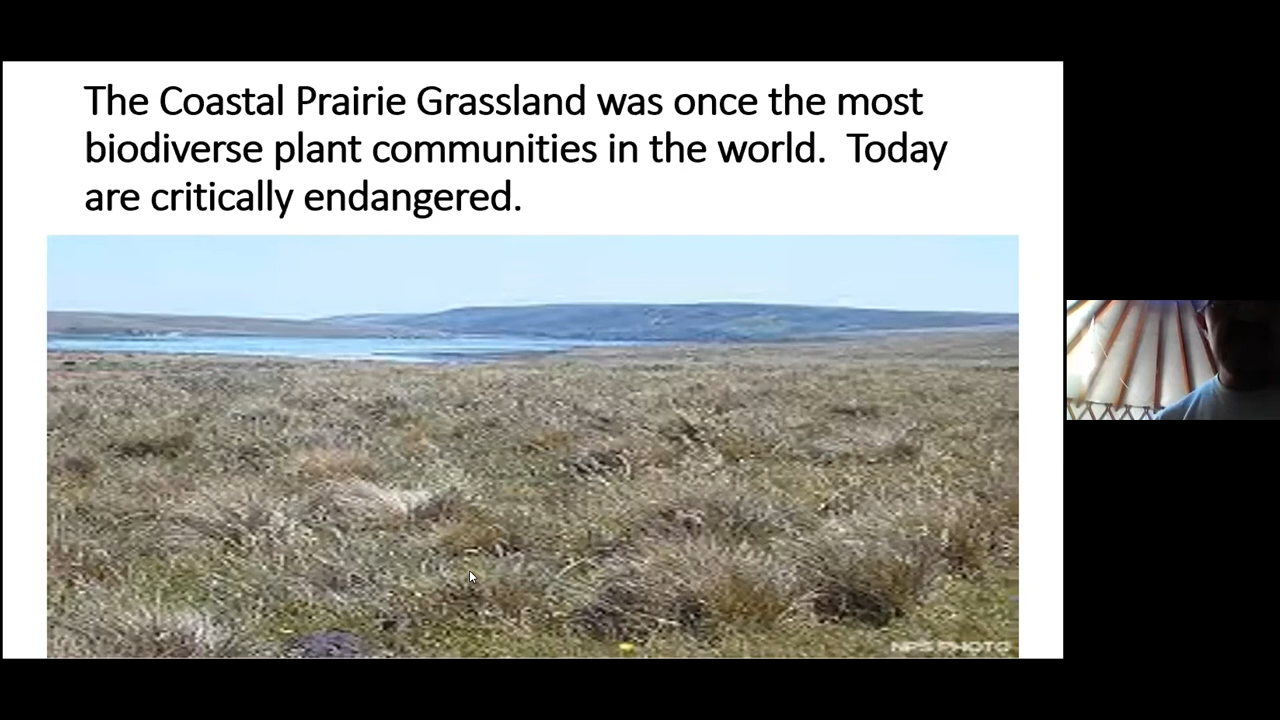 The Coastal Prairie Grassland was once the most
biodiverse plant communities in the world.  Today
are critically endangered.
NPS PHOTO